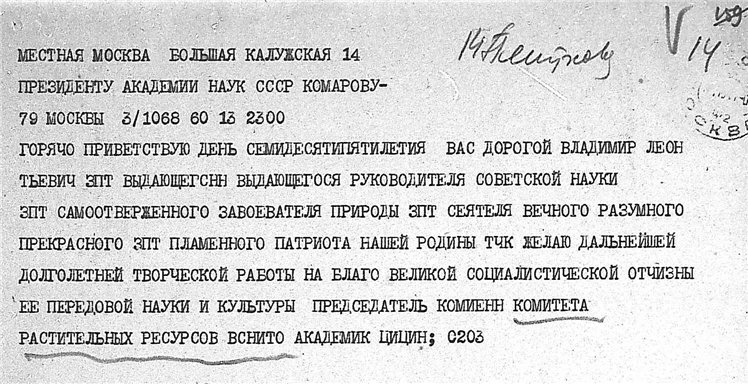 V 159
14 14
МЕСТНАЯ МОСКВА БОЛЬШАЯ КАЛУЖСКАЯ 14
ПРЕЗИДЕНТУ АКАДЕМИИ НАУК СССР КОМАРОВУ-
79 МОСКВЫ 3/1068 60 13 2300
ГОРЯЧО ПРИВЕТСТВУЮ ДЕНЬ СЕМИДЕСЯТИПЯТИЛЕТИЯ ВАС ДОРОГОЙ ВЛАДИМИР ЛЕОН
ТЬЕВИЧ ЗПТ ВЫДАЮЩЕГСНН ВЫДАЮЩЕГОСЯ РУКОВОДИТЕЛЯ СОВЕТСКОЙ НАУКИ
ЗПТ САМООТВЕРЖЕННОГО ЗАВОЕВАТЕЛЯ ПРИРОДЫ ЗПТ СЕЯТЕЛЯ ВЕЧНОГО РАЗУМНОГО
ПРЕКРАСНОГО ЗПТ ПЛАМЕННОГО ПАТРИОТА НАШЕЙ РОДИНЫ ТЧК ЖЕЛАЮ ДАЛЬНЕЙШЕЙ
ДОЛГОЛЕТНЕЙ ТВОРЧЕСКОЙ РАБОТЫ НА БЛАГО ВЕЛИКОЙ СОЦИАЛИСТИЧЕСКОЙ ОТЧИЗНЫ
ЕЕ ПЕРЕДОВОЙ НАУКИ И КУЛЬТУРЫ ПРЕДСЕДАТЕЛЬ КОМИЕНН КОМИТЕТА
РАСТИТЕЛЬНЫХ РЕСУРСОВ ВСНИТО АКАДЕМИК ЦИЦИН; С203